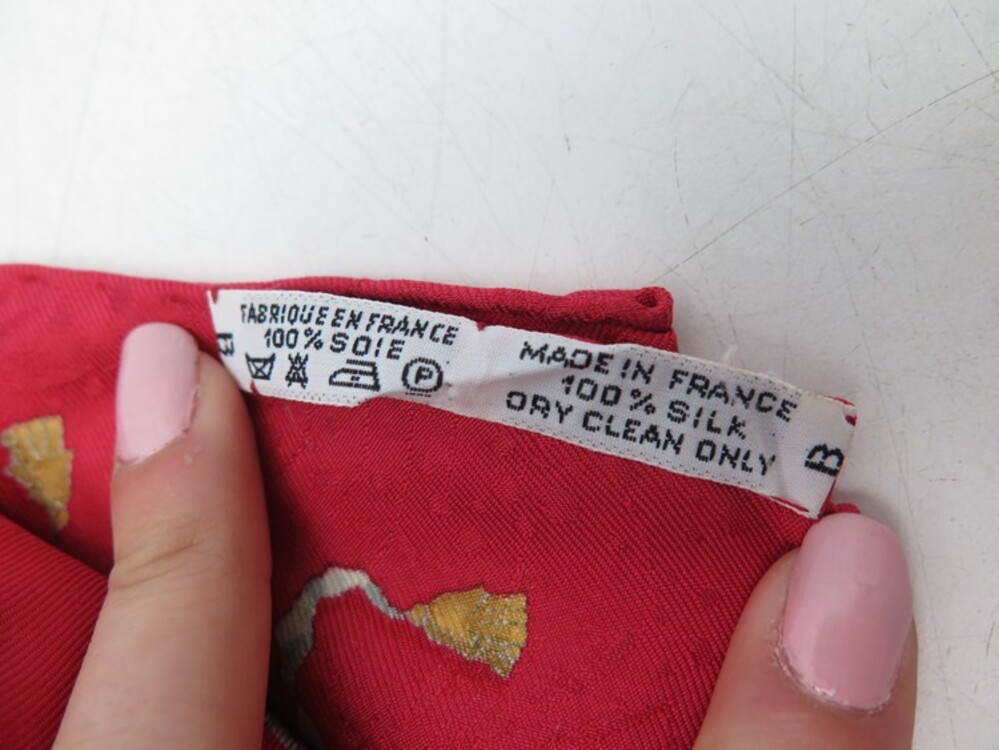 FABRIQUE EN FRANCE
100% SOIE
P
B
MADE IN FRANCE
100% SILK
DRY CLEAN ONLY
B